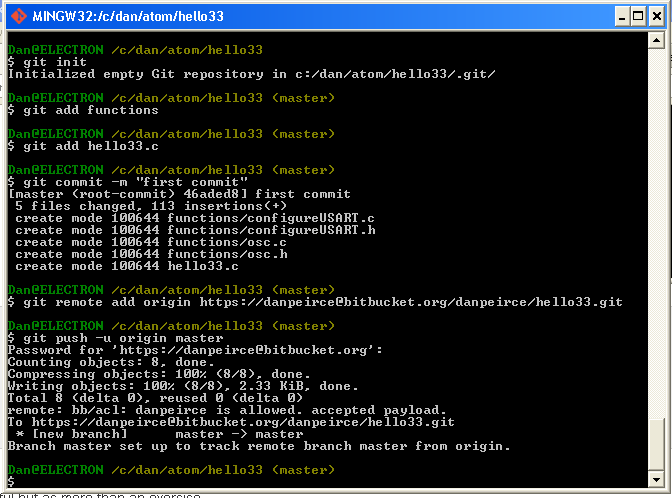 MINGW32:/c/dan/atom/hello33
Dan@ELECTRON /c/dan/atom/hello33
$ git init
Initialized empty Git repository in c:/dan/atom/hello33/.git/
Dan@ELECTRON /c/dan/atom/hello33 (master)
$ git add functions
Dan@ELECTRON /c/dan/atom/hello33 (master)
$ git add hello33.c
Dan@ELECTRON /c/dan/atom/hello33 (master)
$ git commit -m "first commit"
[master (root-commit) 46aded8] first commit
5 files changed, 113 insertions(+)
create mode 100644 functions/configureUSART.c
create mode 100644 functions/configureUSART.h
create mode 100644 functions/osc.c
create mode 100644 functions/osc.h
create mode 100644 hello33.c
Dan@ELECTRON /c/dan/atom/hello33 (master)
$ git remote add origin https://danpeirce@bitbucket.org/danpeirce/hello33.git
Dan@ELECTRON /c/dan/atom/hello33 (master)
$ git push -u origin master
Password for 'https://danpeirce@bitbucket.org':
Counting objects: 8, done.
Compressing objects: 100% (8/8), done.
Writing objects: 100% (8/8), 2.33 KiB, done.
Total 8 (delta 0), reused 0 (delta 0)
remote: bb/acl: danpeirce is allowed. accepted payload.
To https://danpeirce@bitbucket.org/danpeirce/hello33.git
* [new branch]      master -> master
Branch master set up to track remote branch master from origin.
Dan@ELECTRON /c/dan/atom/hello33 (master)
$